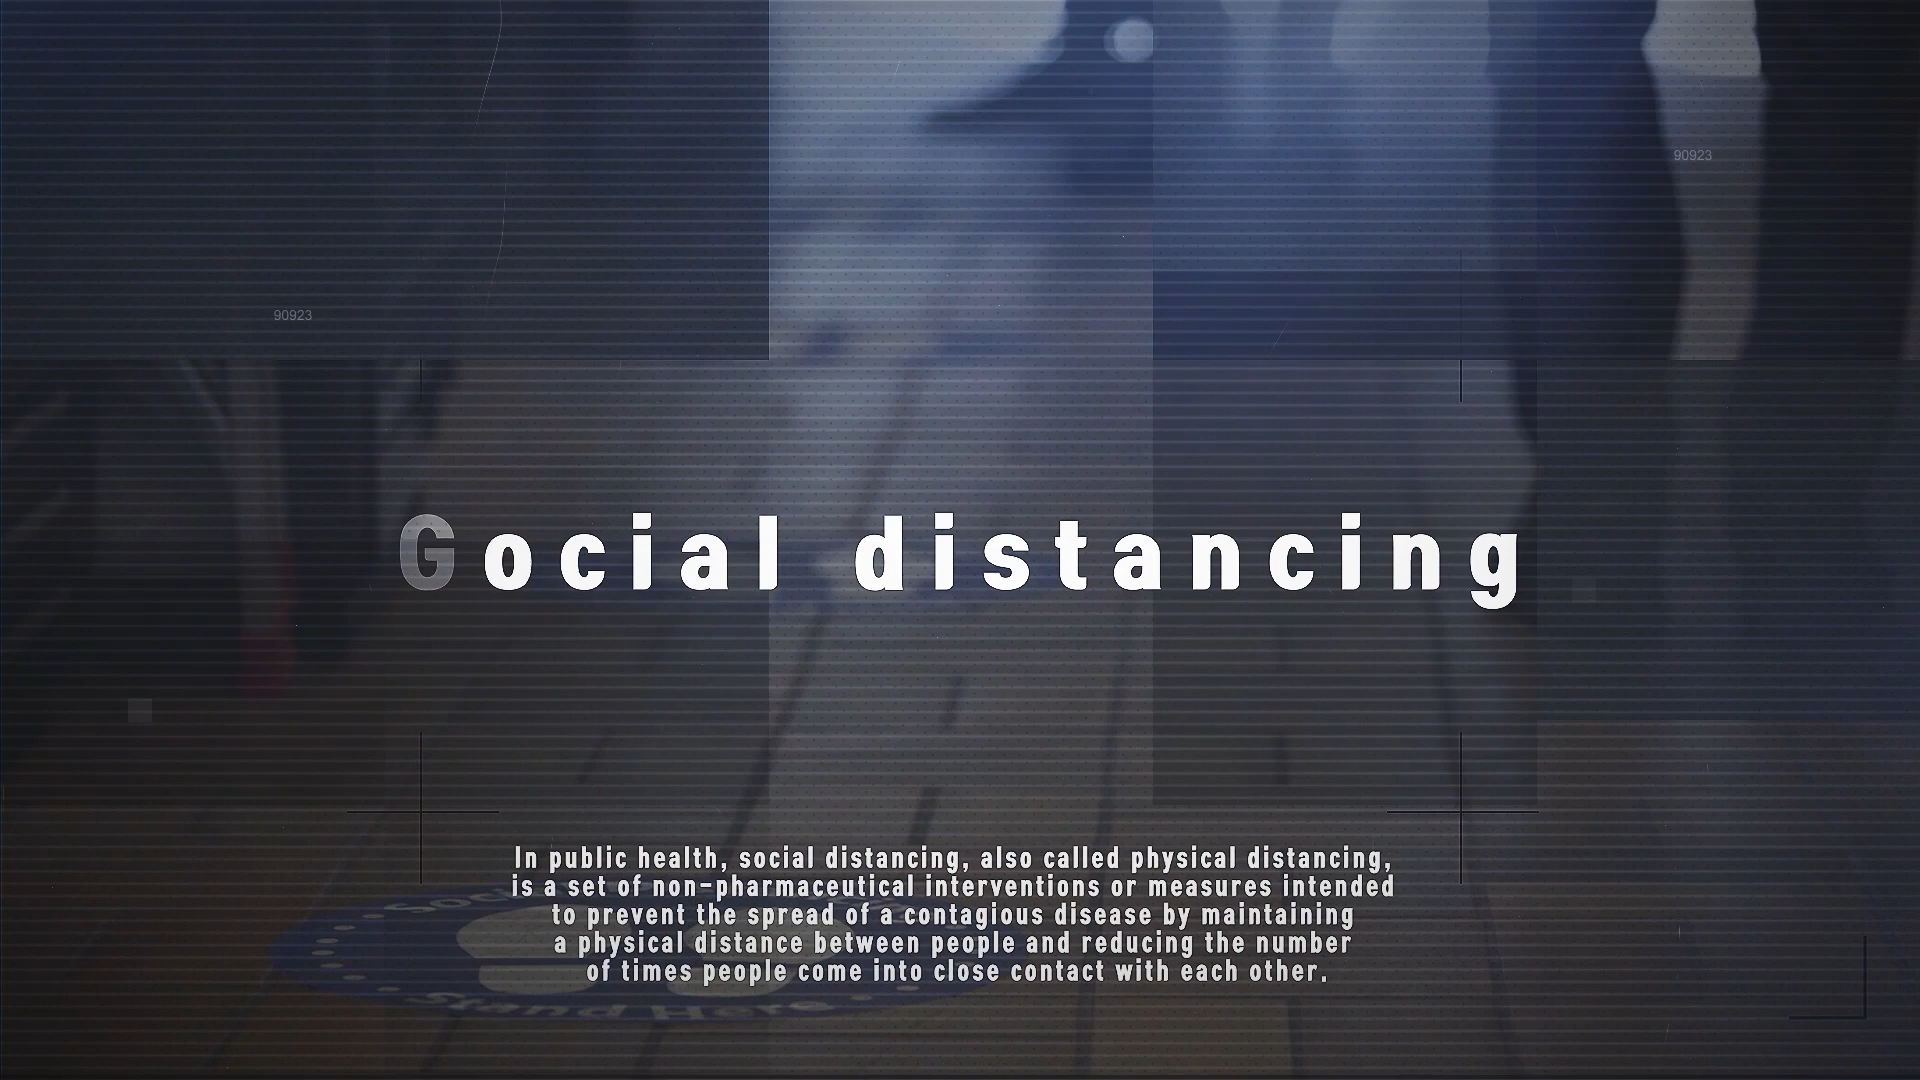 90923
90923
Gocial distancing
In public health, social distancing, also called physical distancing,
is a set of non-pharmaceutical interventions or measures intended
to prevent the spread of a contagious disease by maintaining
a physical distance between people and reducing the number
of times people come into close contact with each other.
Stand Here